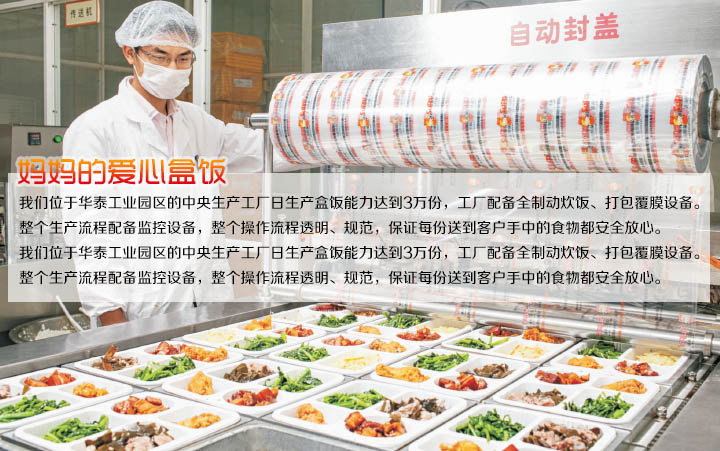 传送机
自动封盖
妈妈的爱心盒饭
我们位于华泰工业园区的中央生产工厂日生产盒饭能力达到3万份，工厂配备全制动炊饭、打包覆膜设备。
整个生产流程配备监控设备，整个操作流程透明、规范，保证每份送到客户手中的食物都安全放心。
我们位于华泰工业园区的中央生产工厂日生产盒饭能力达到3万份，工厂配备全制动炊饭、打包覆膜设备。
整个生产流程配备监控设备，整个操作流程透明、规范，保证每份送到客户手中的食物都安全放心。